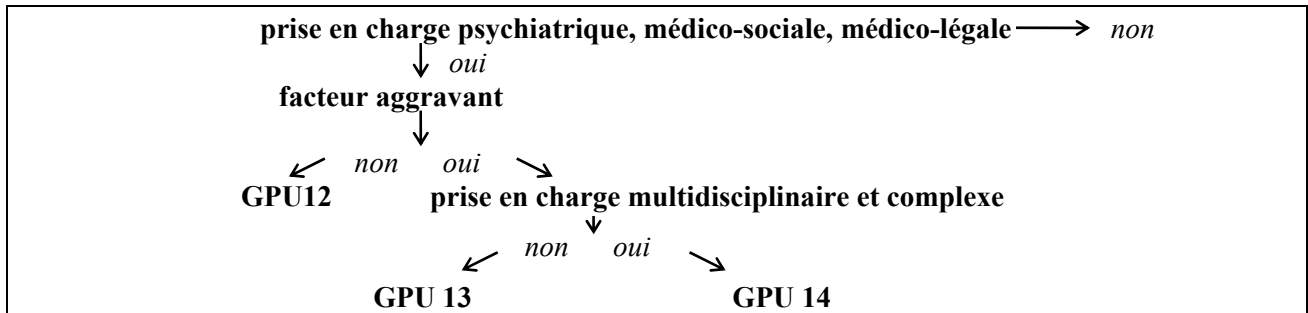 prise en charge psychiatrique, médico-sociale, médico-légale non
oui
facteur aggravant
non oui
GPU12 prise en charge multidisciplinaire et complexe
non oui
GPU 13 GPU 14